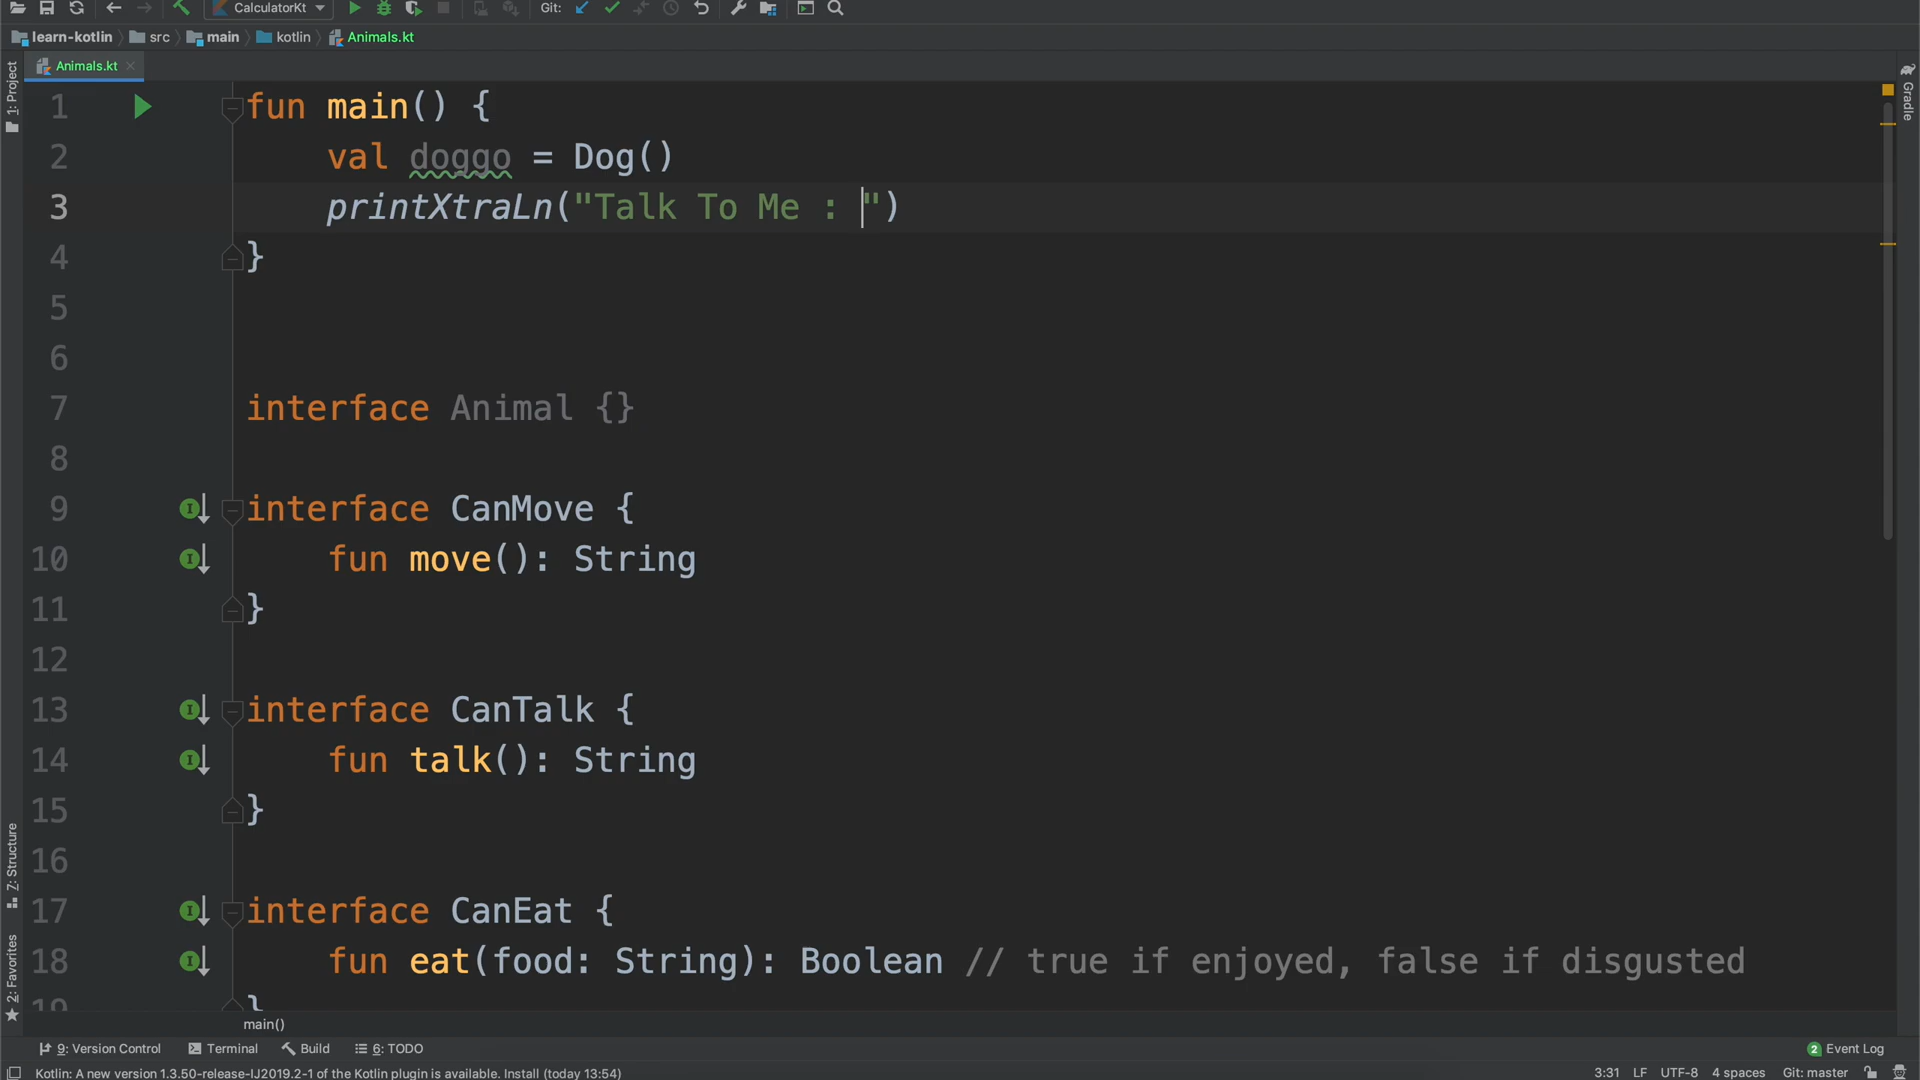 CalculatorKt
Git:
learn-kotlin
src
main
kotlin
Animals.kt
Animals.kt
1: Project
Gradle
1 fun main() {
2 val doggo = Dog()
3 printXtraLn("Talk To Me : ")
4 }
5
6
7 interface Animal {}
8
9 interface CanMove {
10 fun move(): String
11 }
12
13 interface CanTalk {
14 fun talk(): String
15 }
16
17 interface CanEat {
18 fun eat(food: String): Boolean // true if enjoyed, false if disgusted
19 }
Z: Structure
2: Favorites
main()
9: Version Control
Terminal
Build
6: TODO
2 Event Log
Kotlin: A new version 1.3.50-release-IJ2019.2-1 of the Kotlin plugin is available. Install (today 13:54)
3:31
LF
UTF-8
4 spaces
Git: master